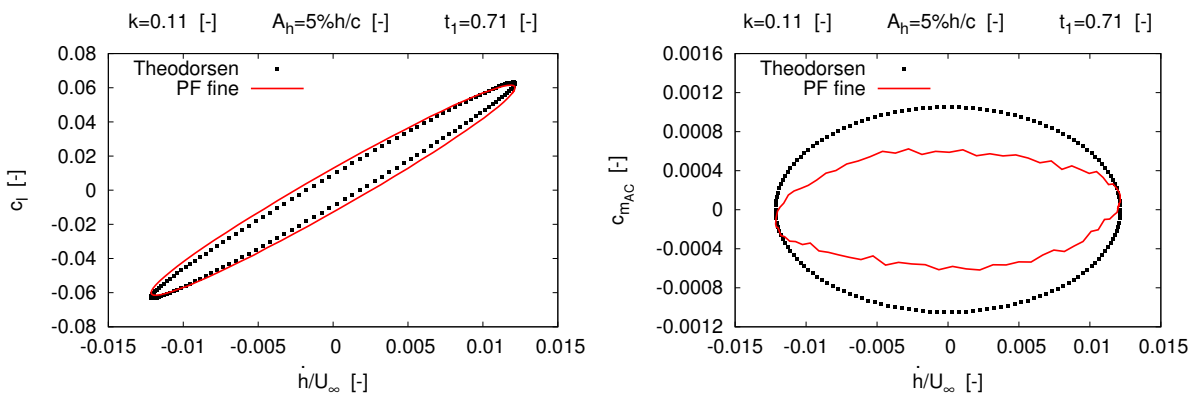 k=0.11 [-] A_h=5%h/c [-] t_1=0.71 [-]
0.08
0.06
0.04
0.02
0
-0.02
-0.04
-0.06
-0.08
c_l [-]
Theodorsen
PF fine
-0.015 -0.01 -0.005 0 0.005 0.01 0.015
ḣ/U_∞ [-]
k=0.11 [-] A_h=5%h/c [-] t_1=0.71 [-]
0.0016
0.0012
0.0008
0.0004
0
-0.0004
-0.0008
-0.0012
c_{m_{AC}} [-]
Theodorsen
PF fine
-0.015 -0.01 -0.005 0 0.005 0.01 0.015
ḣ/U_∞ [-]